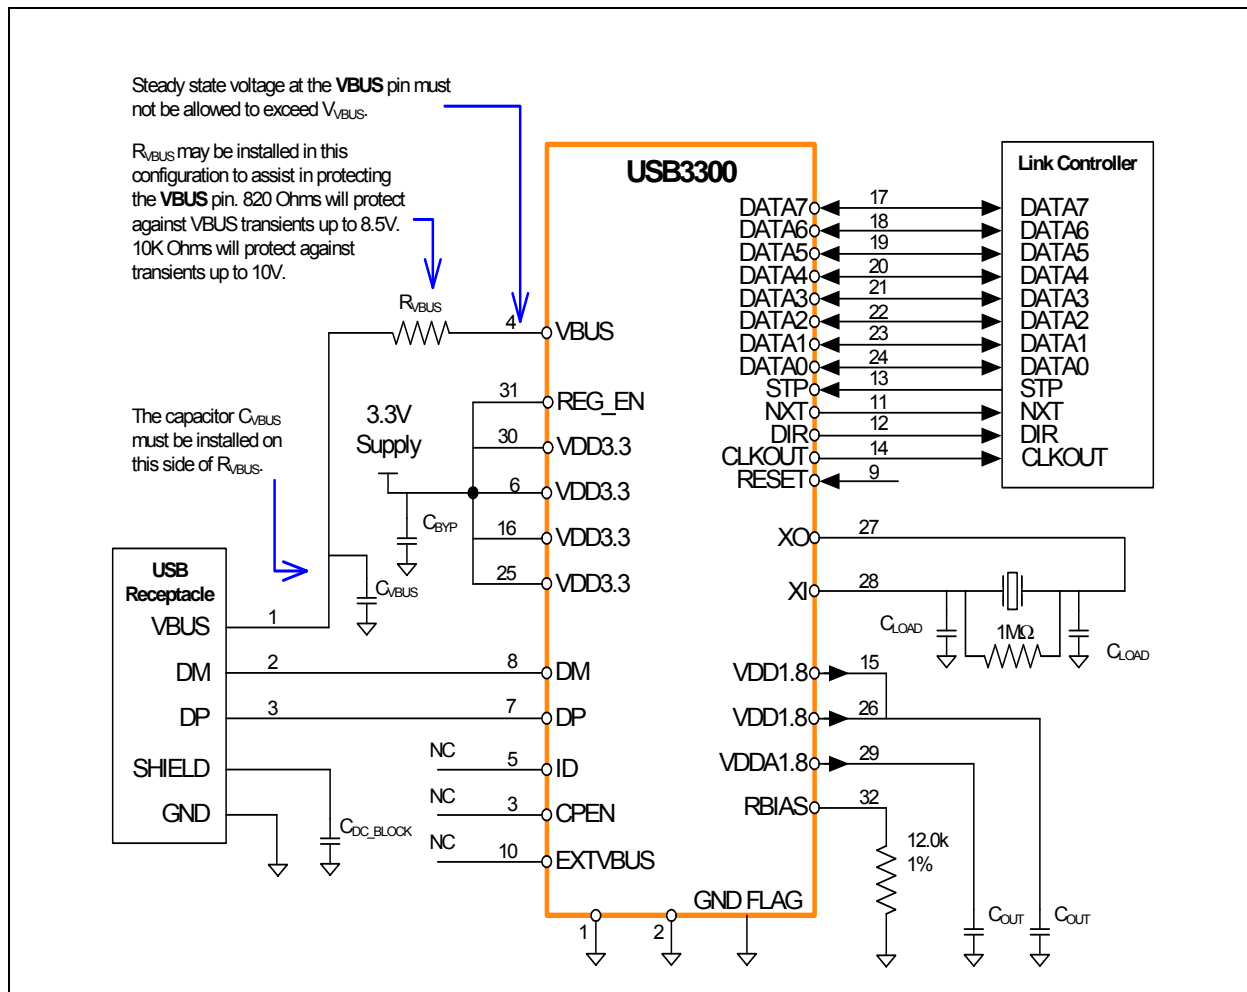 Steady state voltage at the VBUS pin must
not be allowed to exceed VVBUS.
RVBUS may be installed in this
configuration to assist in protecting
the VBUS pin. 820 Ohms will protect
against VBUS transients up to 8.5V.
10K Ohms will protect against
transients up to 10V.
RVBUS
The capacitor CVBUS
must be installed on
this side of RVBUS.
3.3V
Supply
CBYP
CVBUS
USB
Receptacle
VBUS 1
DM 2
DP 3
SHIELD
GND
CDC_BLOCK
USB3300
4 VBUS
31 REG_EN
30 VDD3.3
6 VDD3.3
16 VDD3.3
25 VDD3.3
8 DM
7 DP
NC 5 ID
NC 3 CPEN
NC 10 EXTVBUS
1
2
GND FLAG
Link Controller
DATA7 17 DATA7
DATA6 18 DATA6
DATA5 19 DATA5
DATA4 20 DATA4
DATA3 21 DATA3
DATA2 22 DATA2
DATA1 23 DATA1
DATA0 24 DATA0
STP 13 STP
NXT 11 NXT
DIR 12 DIR
CLKOUT 14 CLKOUT
RESET 9
XO 27
XI 28
CLOAD
1MΩ
CLOAD
VDD1.8 15
VDD1.8 26
VDDA1.8 29
RBIAS 32
12.0k
1%
COUT
COUT